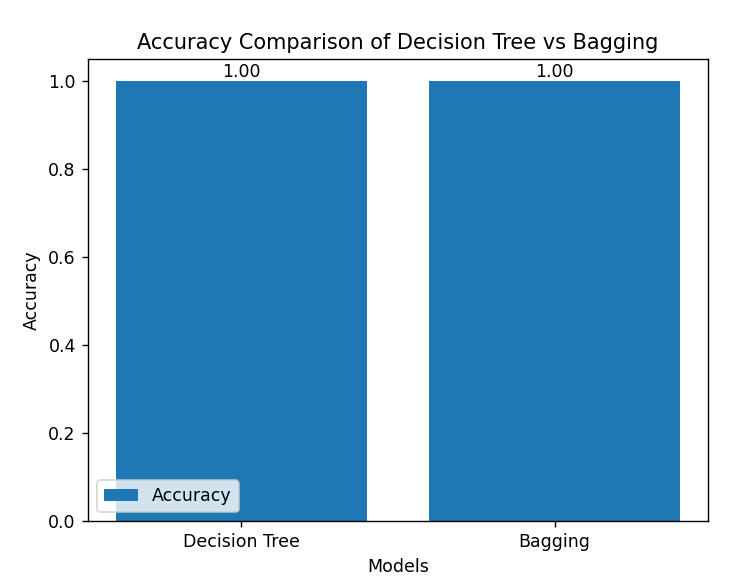 Accuracy Comparison of Decision Tree vs Bagging
1.00 1.00
1.0
0.8
0.6
0.4
0.2
0.0
Accuracy
Accuracy
Decision Tree Bagging
Models